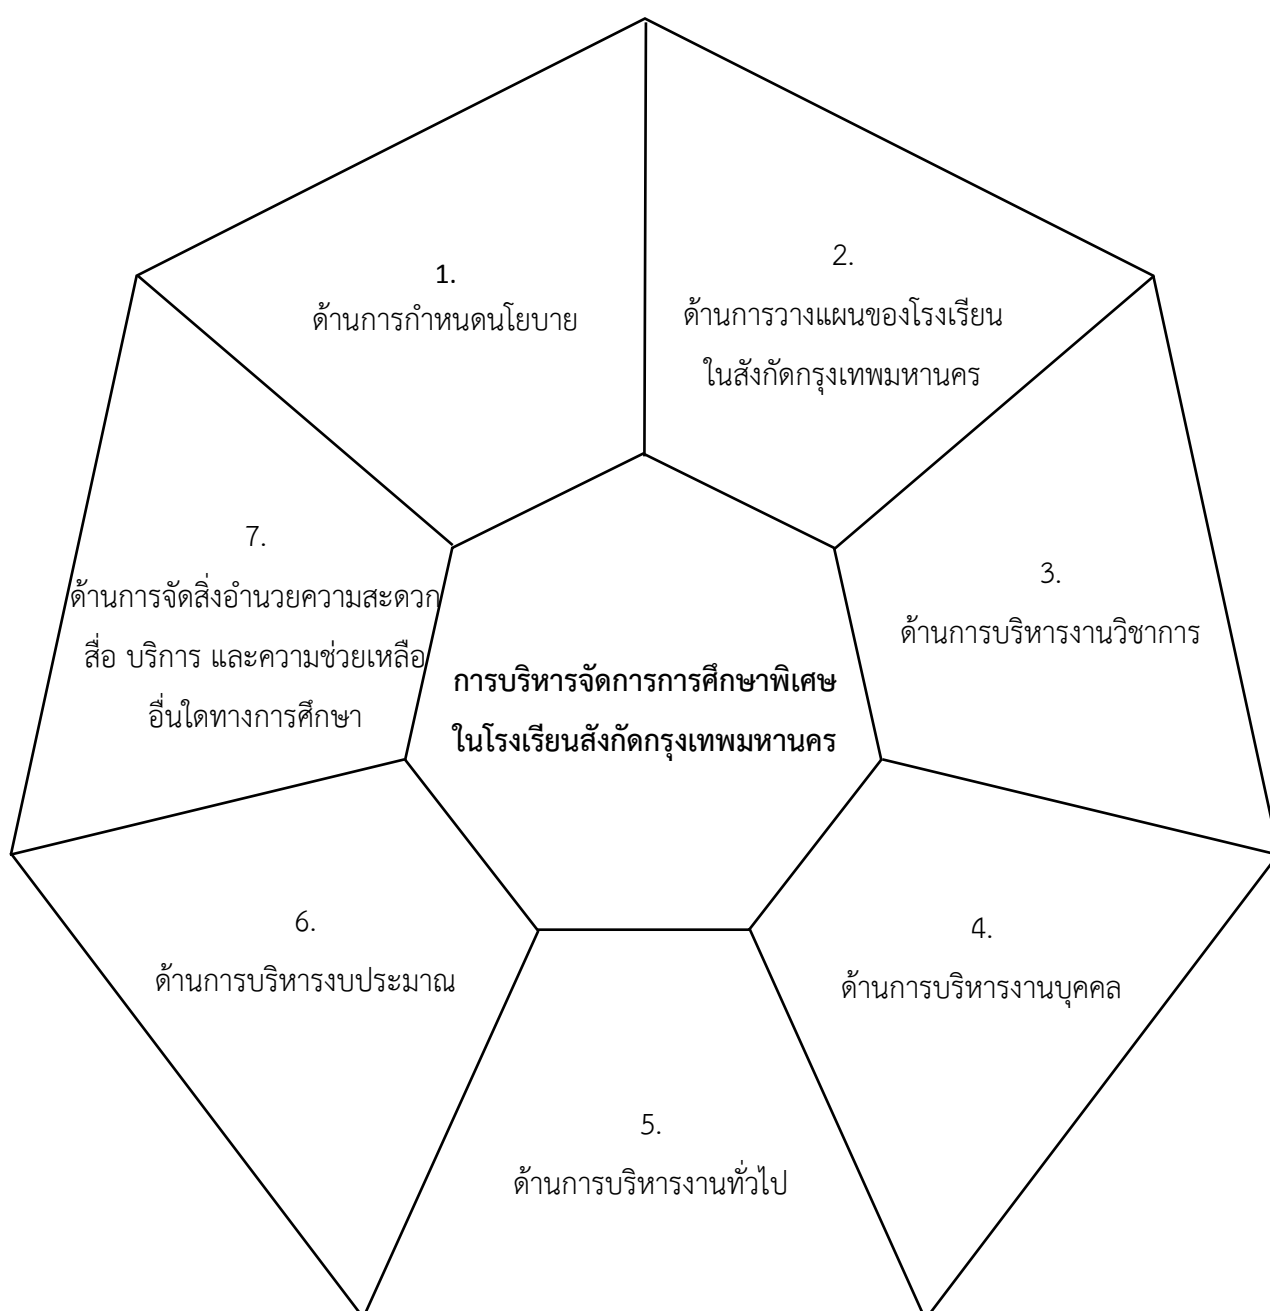 1.
ด้านการกำหนดนโยบาย
2.
ด้านการวางแผนของโรงเรียน
ในสังกัดกรุงเทพมหานคร
3.
ด้านการบริหารงานวิชาการ
4.
ด้านการบริหารงานบุคคล
5.
ด้านการบริหารงานทั่วไป
6.
ด้านการบริหารงบประมาณ
7.
ด้านการจัดสิ่งอำนวยความสะดวก
สื่อ บริการ และความช่วยเหลือ
อื่นใดทางการศึกษา
การบริหารจัดการการศึกษาพิเศษ
ในโรงเรียนสังกัดกรุงเทพมหานคร